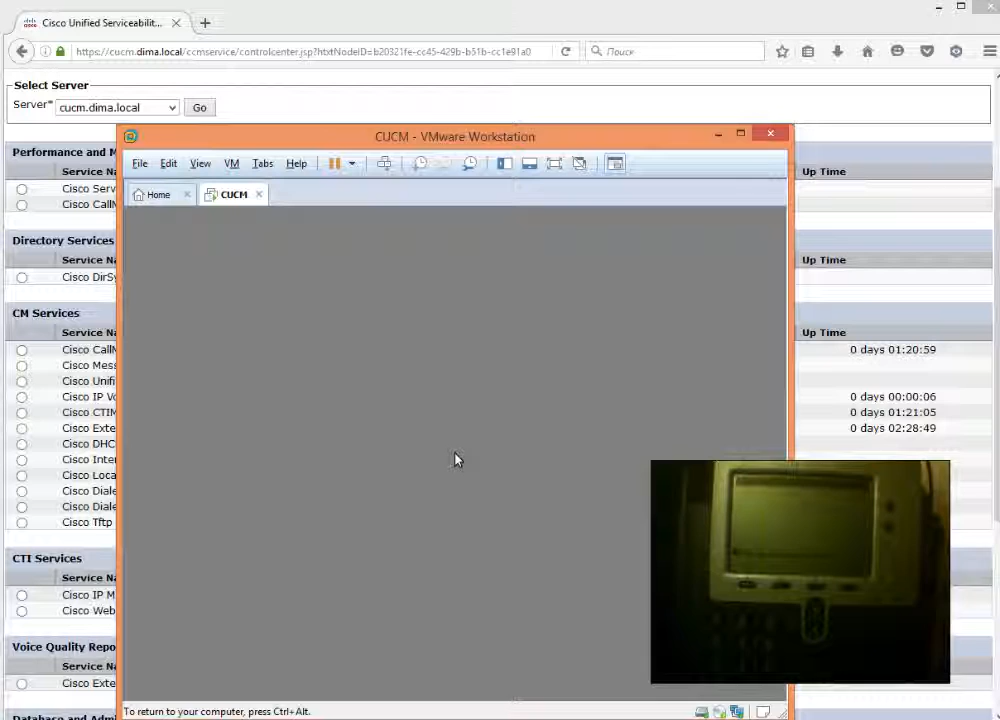 Cisco Unified Serviceabilit...
https://cucm.dima.local/ccmservice/controlcenter.jsp?htxtNodeID=b20321fe-cc45-429b-b51b-cc1e91a0
Поиск
Select Server
Server* cucm.dima.local Go
CUCM - VMware Workstation
File Edit View VM Tabs Help
Home CUCM
Performance and M
Service Na Up Time
Cisco Serv
Cisco CallM
Directory Services
Service Na Up Time
Cisco DirSy
CM Services
Service Na Up Time
Cisco CallM 0 days 01:20:59
Cisco Mess
Cisco Unifi
Cisco IP Vo 0 days 00:00:06
Cisco CTIM 0 days 01:21:05
Cisco Exte 0 days 02:28:49
Cisco DHC
Cisco Inter
Cisco Loca
Cisco Diale
Cisco Diale
Cisco Tftp
CTI Services
Service Na
Cisco IP M
Cisco Web
Voice Quality Repo
Service Na
Cisco Exte
Database and Admi
To return to your computer, press Ctrl+Alt.